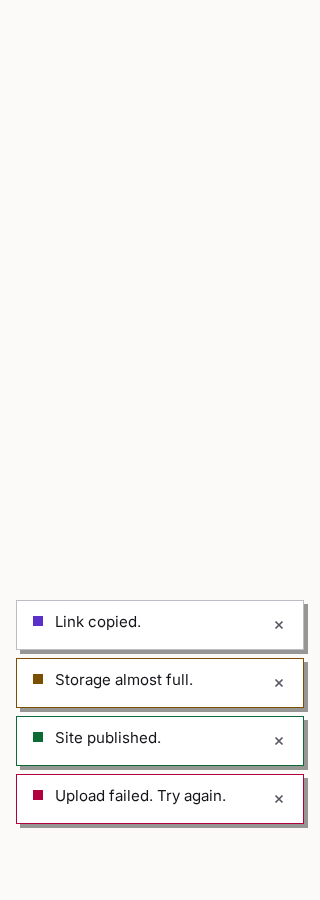 Link copied.
Storage almost full.
Site published.
Upload failed. Try again.